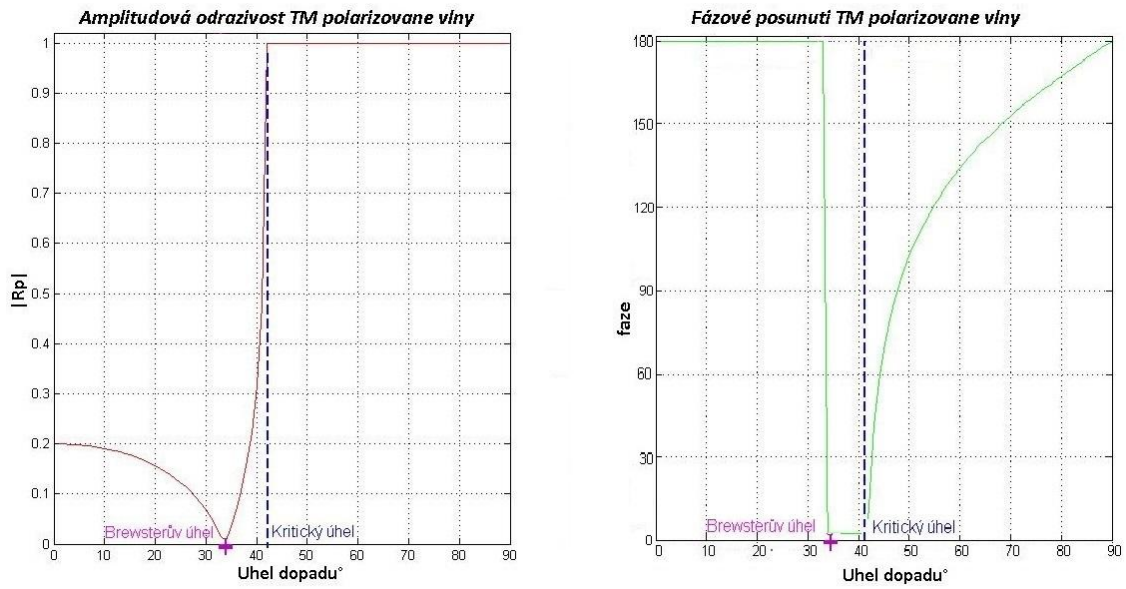 Amplitudová odrazivost TM polarizovane vlny
1
0.9
0.8
0.7
0.6
0.5
0.4
0.3
0.2
0.1
0
|Rp|
Brewsterův úhel
Kritický úhel
0 10 20 30 40 50 60 70 80 90
Uhel dopadu°
Fázové posunuti TM polarizovane vlny
180
150
120
90
60
30
0
faze
Brewsterův úhel
Kritický úhel
0 10 20 30 40 50 60 70 80 90
Uhel dopadu°